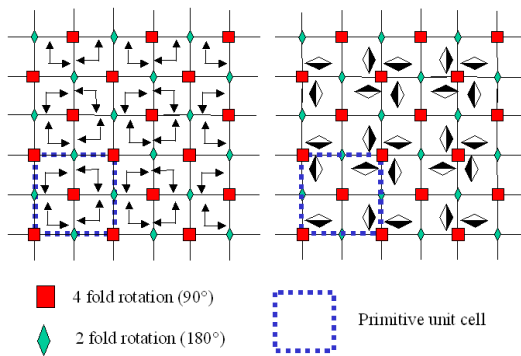 4 fold rotation (90°)
Primitive unit cell
2 fold rotation (180°)